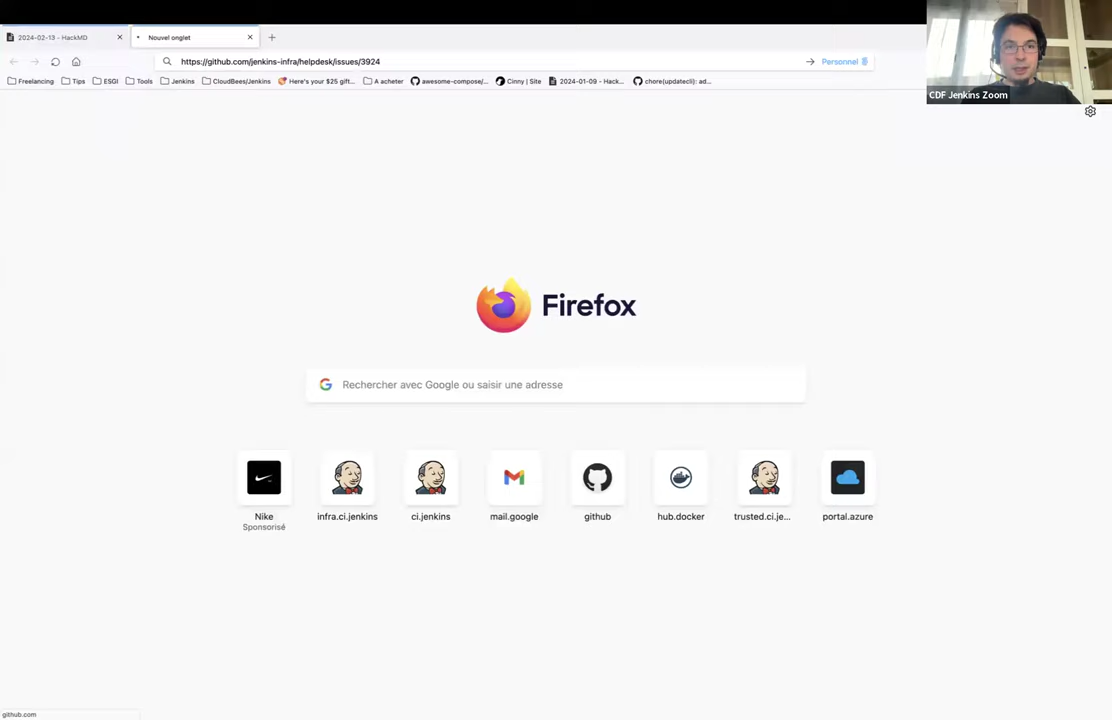 2024-02-13 - HackMD
Nouvel onglet
https://github.com/jenkins-infra/helpdesk/issues/3924
Personnel
Freelancing
Tips
ESGI
Tools
Jenkins
CloudBees/Jenkins
Here's your $25 gift...
A acheter
awesome-compose/...
Cinny | Site
2024-01-09 - Hack...
chore(updatecli): ad...
CDF Jenkins Zoom
Firefox
Rechercher avec Google ou saisir une adresse
Nike
Sponsorisé
infra.ci.jenkins
ci.jenkins
mail.google
github
hub.docker
trusted.ci.je...
portal.azure
github.com